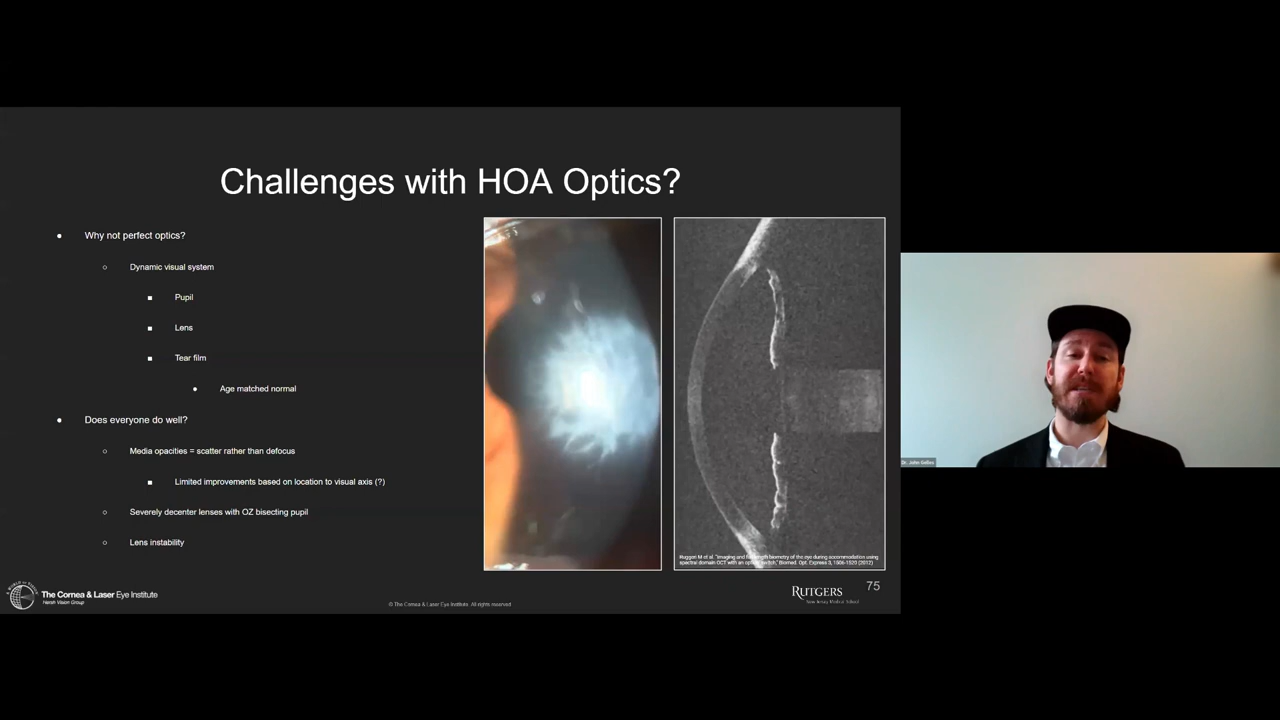 Challenges with HOA Optics?
Why not perfect optics?
Dynamic visual system
Pupil
Lens
Tear film
Age matched normal
Does everyone do well?
Media opacities = scatter rather than defocus
Limited improvements based on location to visual axis (?)
Severely decenter lenses with OZ bisecting pupil
Lens instability
Ruggeri M et al. "Imaging and full-length biometry of the eye during accommodation using
spectral domain OCT with an optical switch," Biomed. Opt. Express 3, 1506-1520 (2012)
The Cornea & Laser Eye Institute
Hersh Vision Group
© The Cornea & Laser Eye Institute. All rights reserved
RUTGERS
New Jersey Medical School
75
Dr. John Gelles